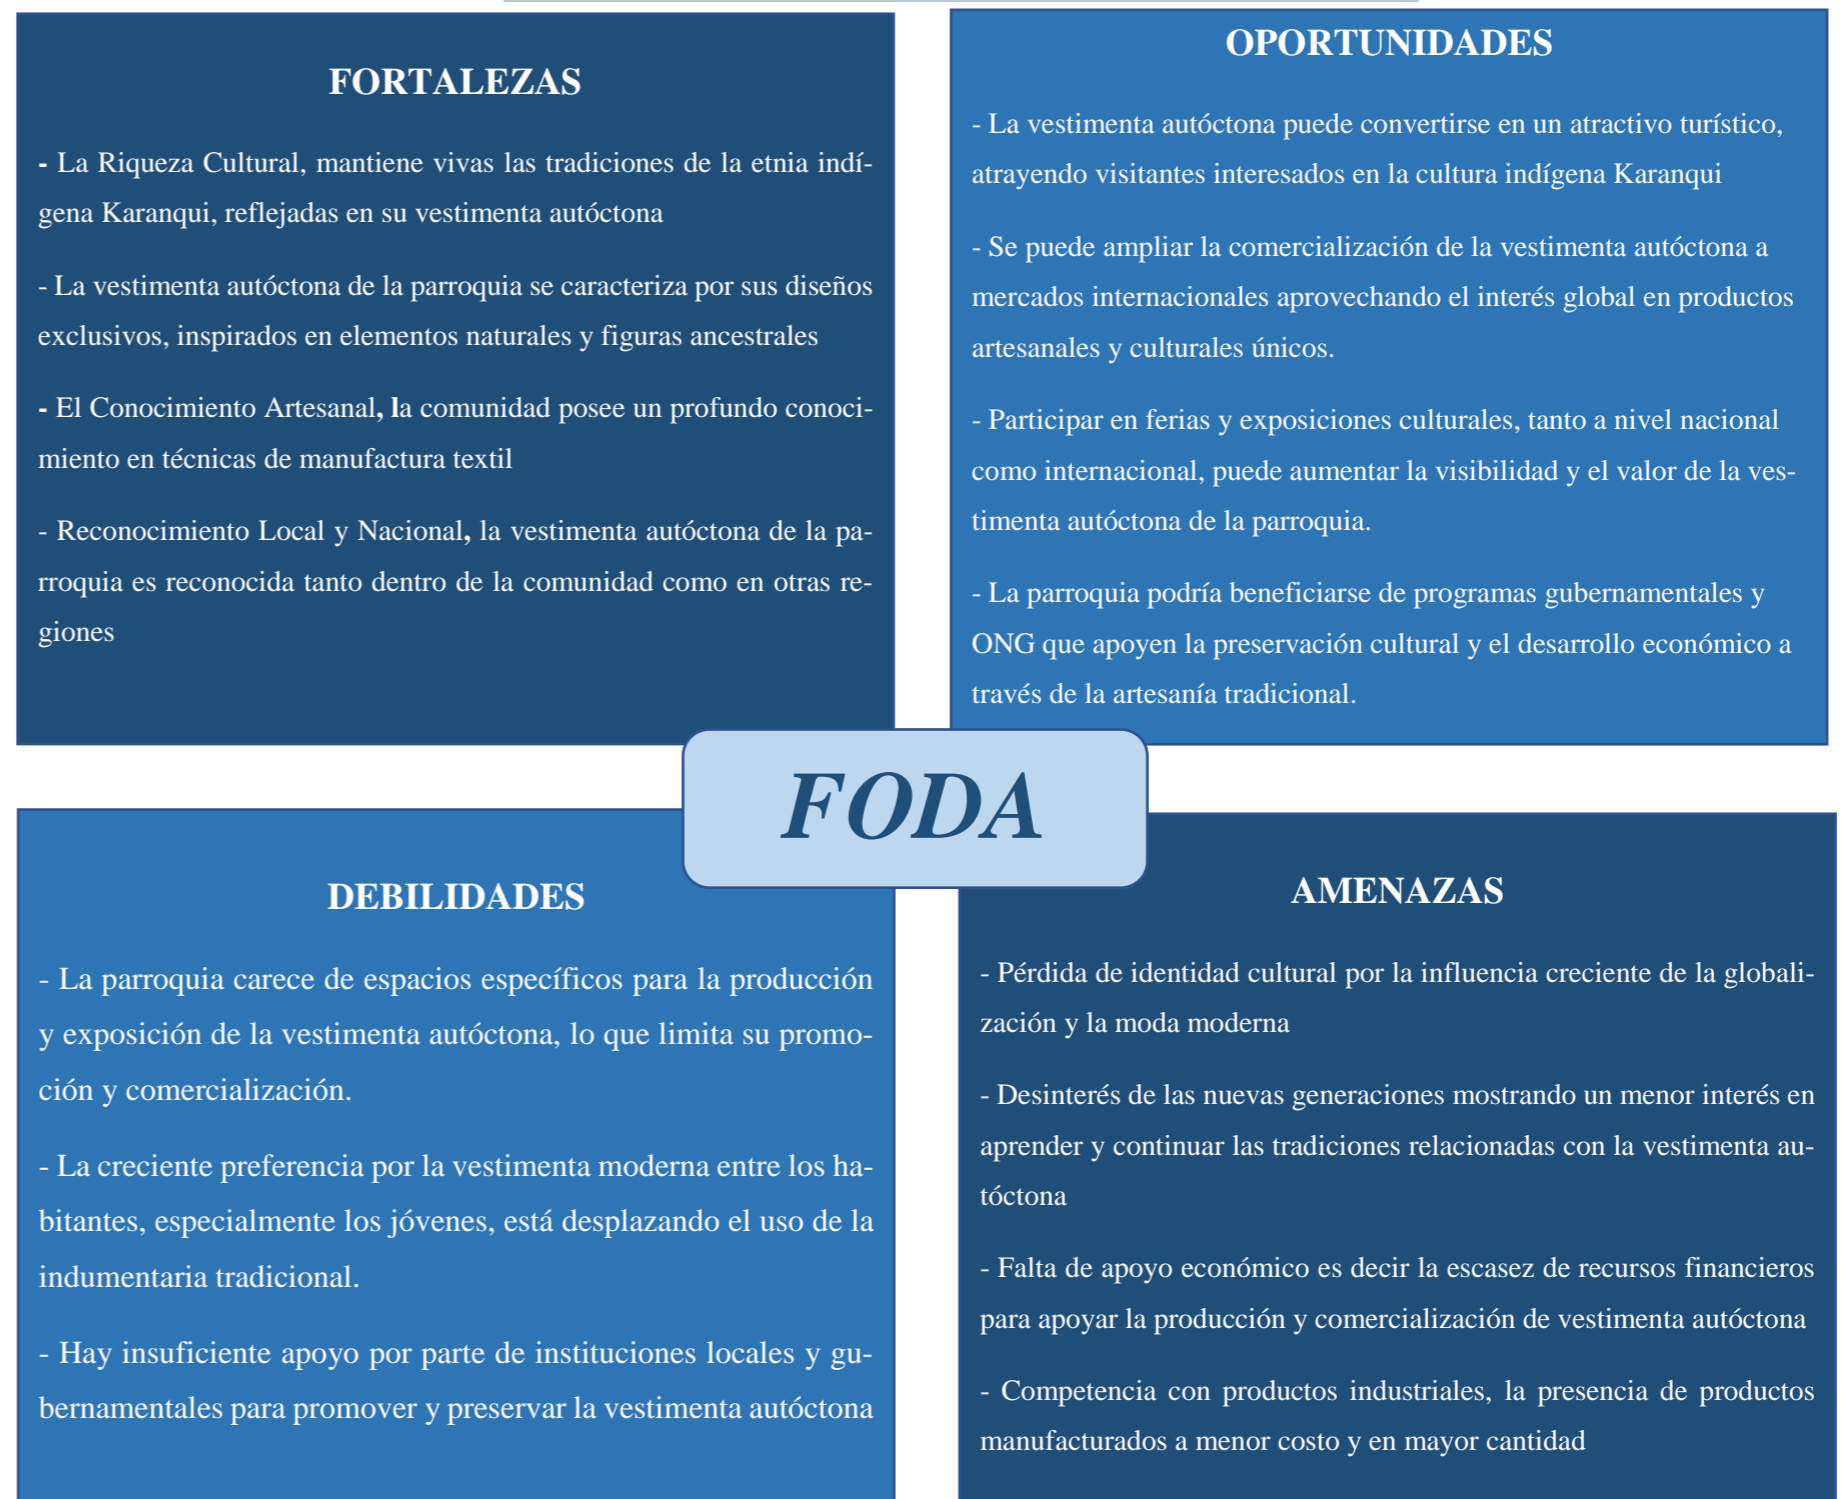 FORTALEZAS
- La Riqueza Cultural, mantiene vivas las tradiciones de la etnia indí-
gena Karanqui, reflejadas en su vestimenta autóctona
- La vestimenta autóctona de la parroquia se caracteriza por sus diseños
exclusivos, inspirados en elementos naturales y figuras ancestrales
- El Conocimiento Artesanal, la comunidad posee un profundo conoci-
miento en técnicas de manufactura textil
- Reconocimiento Local y Nacional, la vestimenta autóctona de la pa-
rroquia es reconocida tanto dentro de la comunidad como en otras re-
giones
OPORTUNIDADES
- La vestimenta autóctona puede convertirse en un atractivo turístico,
atrayendo visitantes interesados en la cultura indígena Karanqui
- Se puede ampliar la comercialización de la vestimenta autóctona a
mercados internacionales aprovechando el interés global en productos
artesanales y culturales únicos.
- Participar en ferias y exposiciones culturales, tanto a nivel nacional
como internacional, puede aumentar la visibilidad y el valor de la ves-
timenta autóctona de la parroquia.
- La parroquia podría beneficiarse de programas gubernamentales y
ONG que apoyen la preservación cultural y el desarrollo económico a
través de la artesanía tradicional.
FODA
DEBILIDADES
- La parroquia carece de espacios específicos para la producción
y exposición de la vestimenta autóctona, lo que limita su promo-
ción y comercialización.
- La creciente preferencia por la vestimenta moderna entre los ha-
bitantes, especialmente los jóvenes, está desplazando el uso de la
indumentaria tradicional.
- Hay insuficiente apoyo por parte de instituciones locales y gu-
bernamentales para promover y preservar la vestimenta autóctona
AMENAZAS
- Pérdida de identidad cultural por la influencia creciente de la globali-
zación y la moda moderna
- Desinterés de las nuevas generaciones mostrando un menor interés en
aprender y continuar las tradiciones relacionadas con la vestimenta au-
tóctona
- Falta de apoyo económico es decir la escasez de recursos financieros
para apoyar la producción y comercialización de vestimenta autóctona
- Competencia con productos industriales, la presencia de productos
manufacturados a menor costo y en mayor cantidad